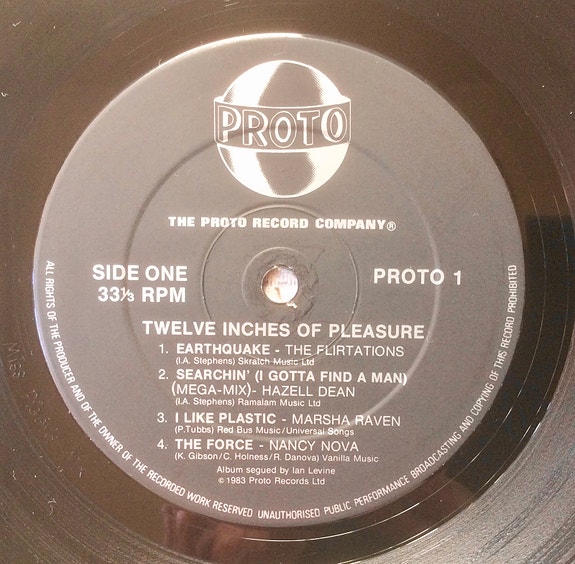 PROTO
THE PROTO RECORD COMPANY®
SIDE ONE
33⅓ RPM
PROTO 1
TWELVE INCHES OF PLEASURE
1. EARTHQUAKE - THE FLIRTATIONS
(I.A. Stephens) Skratch Music Ltd
2. SEARCHIN' (I GOTTA FIND A MAN)
(MEGA-MIX)- HAZELL DEAN
(I.A. Stephens) Ramalam Music Ltd
3. I LIKE PLASTIC - MARSHA RAVEN
(P.Tubbs) Red Bus Music/Universal Songs
4. THE FORCE - NANCY NOVA
(K. Gibson/C. Holness/R. Danova) Vanilla Music
Album segued by Ian Levine
© 1983 Proto Records Ltd
ALL RIGHTS OF THE PRODUCER AND OF THE OWNER OF THE RECORDED WORK RESERVED UNAUTHORISED PUBLIC PERFORMANCE BROADCASTING AND COPYING OF THIS RECORD PROHIBITED